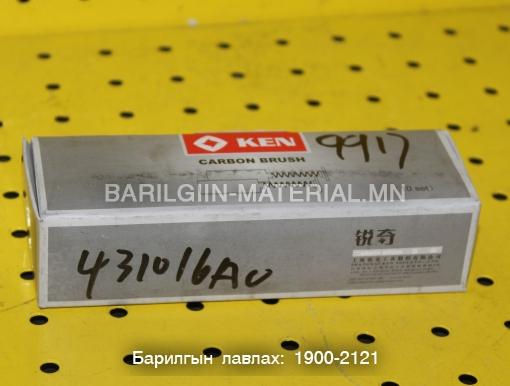 KEN
9917
CARBON BRUSH
BARILGIIN-MATERIAL.MN
0 set)
锐奇
431016AU
Барилгын лавлах: 1900-2121